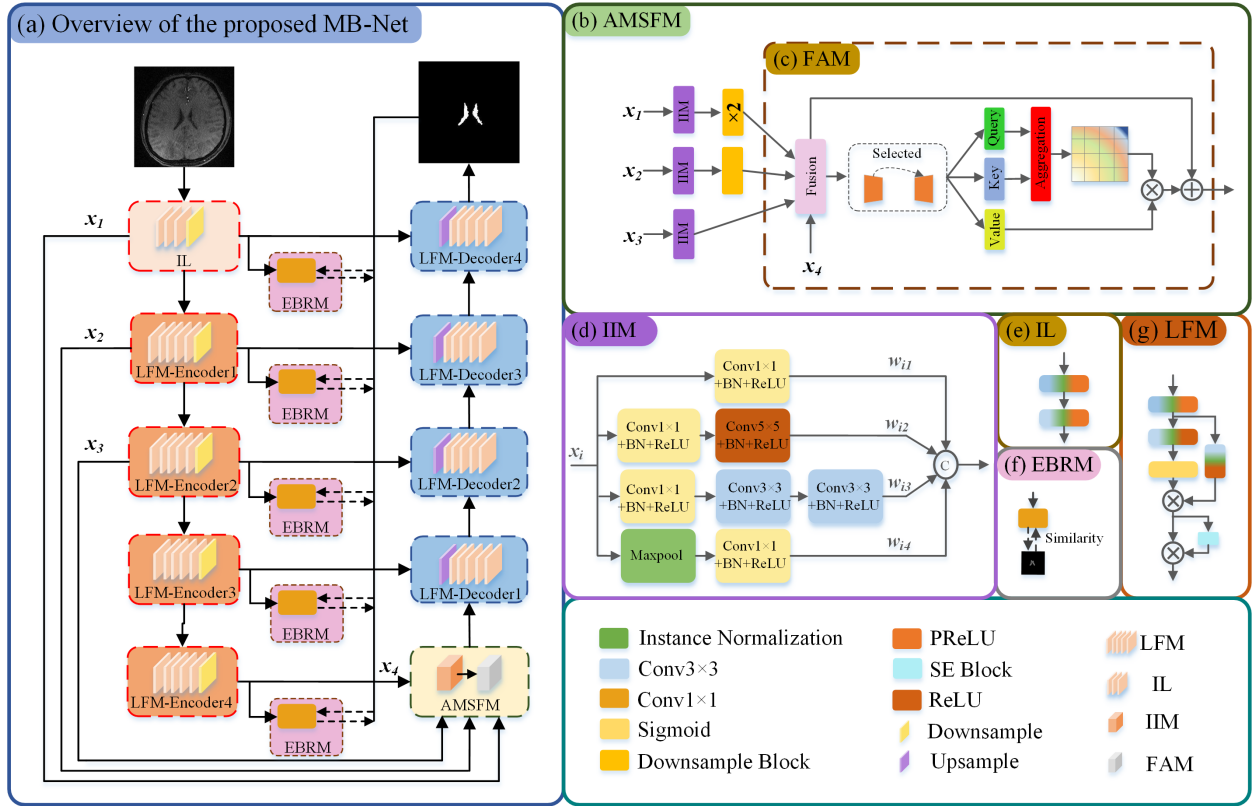 (a) Overview of the proposed MB-Net
x1
IL
EBRM
LFM-Decoder4
x2
LFM-Encoder1
EBRM
LFM-Decoder3
x3
LFM-Encoder2
EBRM
LFM-Decoder2
LFM-Encoder3
EBRM
LFM-Decoder1
LFM-Encoder4
EBRM
x4
AMSFM
(b) AMSFM
(c) FAM
x1
IIM
×2
x2
IIM
x3
IIM
x4
Fusion
Selected
Query
Key
Value
Aggregation
(d) IIM
xi
Conv1×1
+BN+ReLU
wi1
Conv1×1
+BN+ReLU
Conv5×5
+BN+ReLU
wi2
Conv1×1
+BN+ReLU
Conv3×3
+BN+ReLU
Conv3×3
+BN+ReLU
wi3
Maxpool
Conv1×1
+BN+ReLU
wi4
C
(e) IL
(f) EBRM
Similarity
(g) LFM
Instance Normalization
Conv3×3
Conv1×1
Sigmoid
Downsample Block
PReLU
SE Block
ReLU
Downsample
Upsample
LFM
IL
IIM
FAM